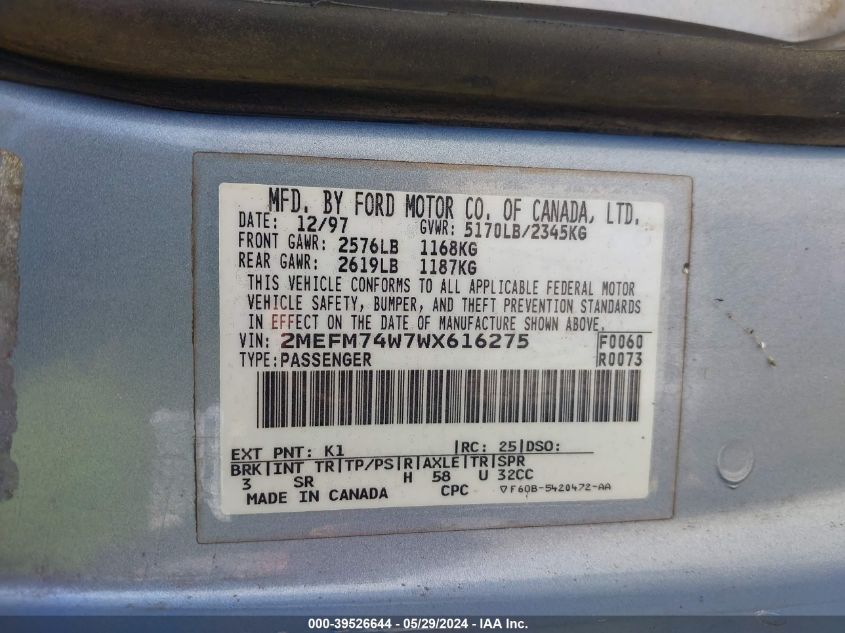 MFD. BY FORD MOTOR CO. OF CANADA, LTD.
DATE: 12/97 GVWR: 5170LB/2345KG
FRONT GAWR: 2576LB 1168KG
REAR GAWR: 2619LB 1187KG
THIS VEHICLE CONFORMS TO ALL APPLICABLE FEDERAL MOTOR
VEHICLE SAFETY, BUMPER, AND THEFT PREVENTION STANDARDS
IN EFFECT ON THE DATE OF MANUFACTURE SHOWN ABOVE.
VIN: 2MEFM74W7WX616275 F0060
TYPE: PASSENGER R0073
EXT PNT: K1 |RC: 25|DSO:
BRK|INT TR|TP/PS|R|AXLE|TR|SPR
3 SR H 58 U 32CC
MADE IN CANADA CPC ▽F60B-5420472-AA
000-39526644 - 05/29/2024 - IAA Inc.